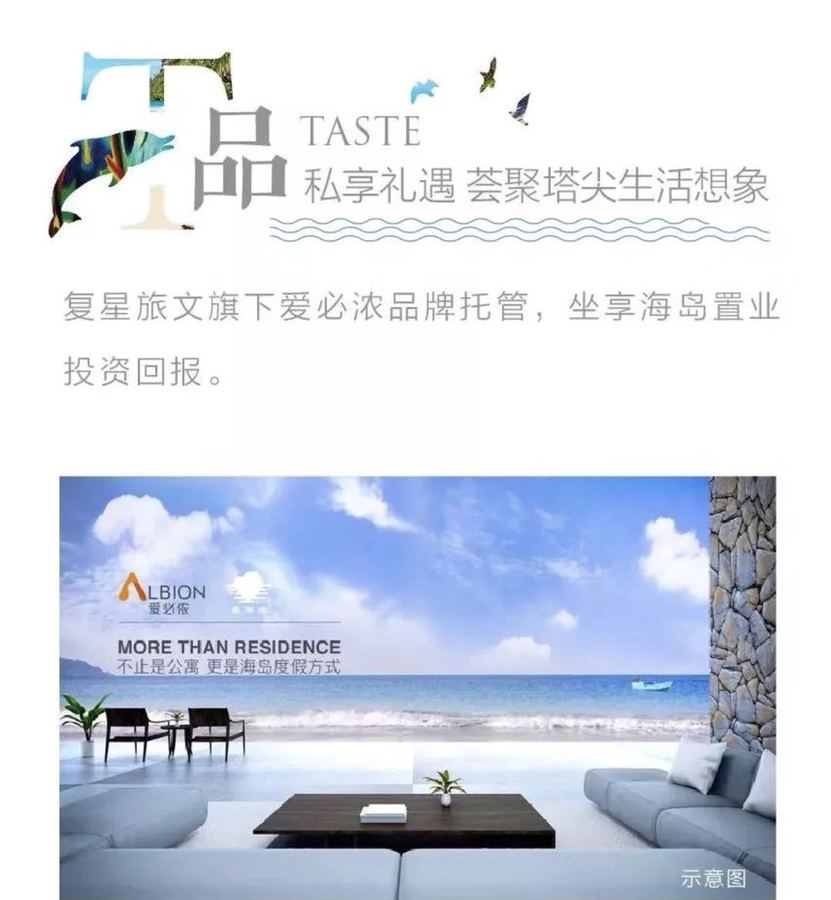 T品
TASTE
私享礼遇 荟聚塔尖生活想象
复星旅文旗下爱必浓品牌托管，坐享海岛置业
投资回报。
ALBION
爱必侬
MORE THAN RESIDENCE
不止是公寓 更是海岛度假方式
示意图